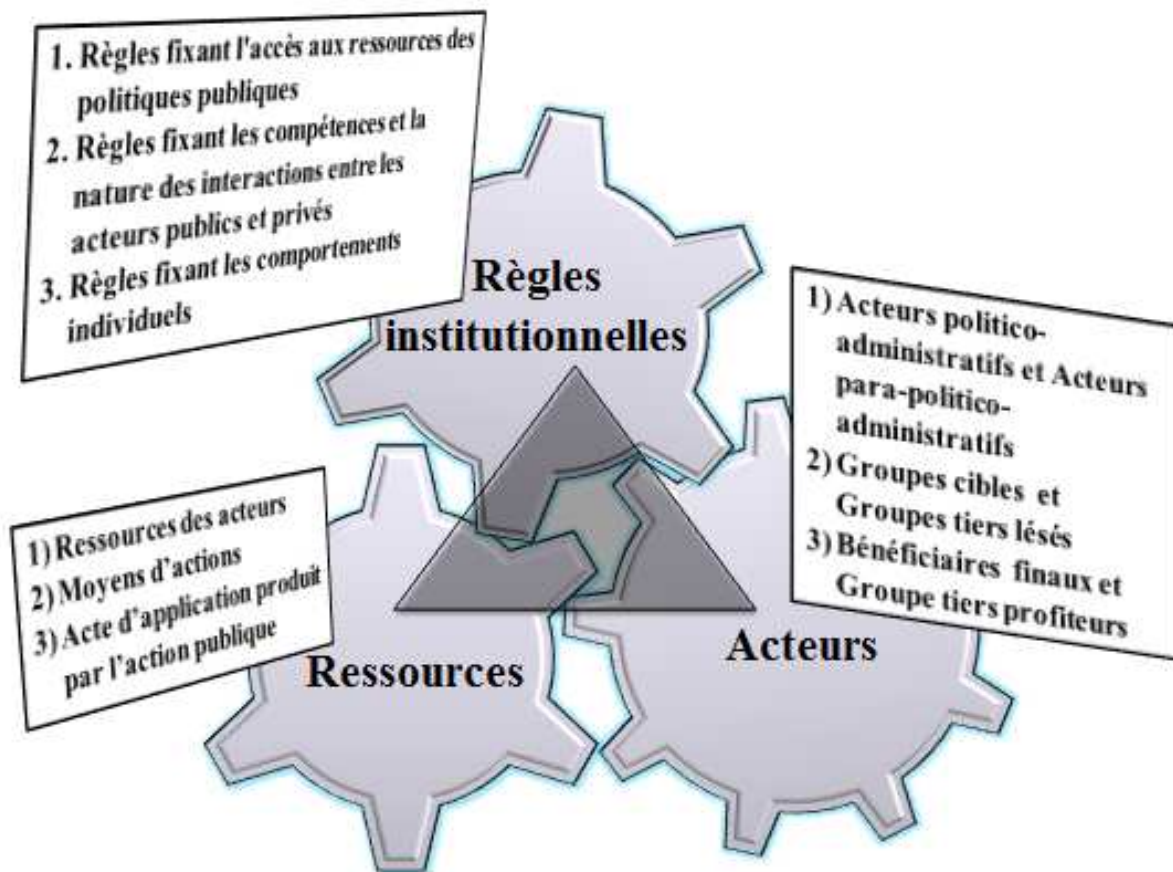 1. Règles fixant l'accès aux ressources des
politiques publiques
2. Règles fixant les compétences et la
nature des interactions entre les
acteurs publics et privés
3. Règles fixant les comportements
individuels
Règles
institutionnelles
1) Acteurs politico-
administratifs et Acteurs
para-politico-
administratifs
2) Groupes cibles et
Groupes tiers lésés
3) Bénéficiaires finaux et
Groupe tiers profiteurs
1) Ressources des acteurs
2) Moyens d'actions
3) Acte d'application produit
par l'action publique
Ressources
Acteurs